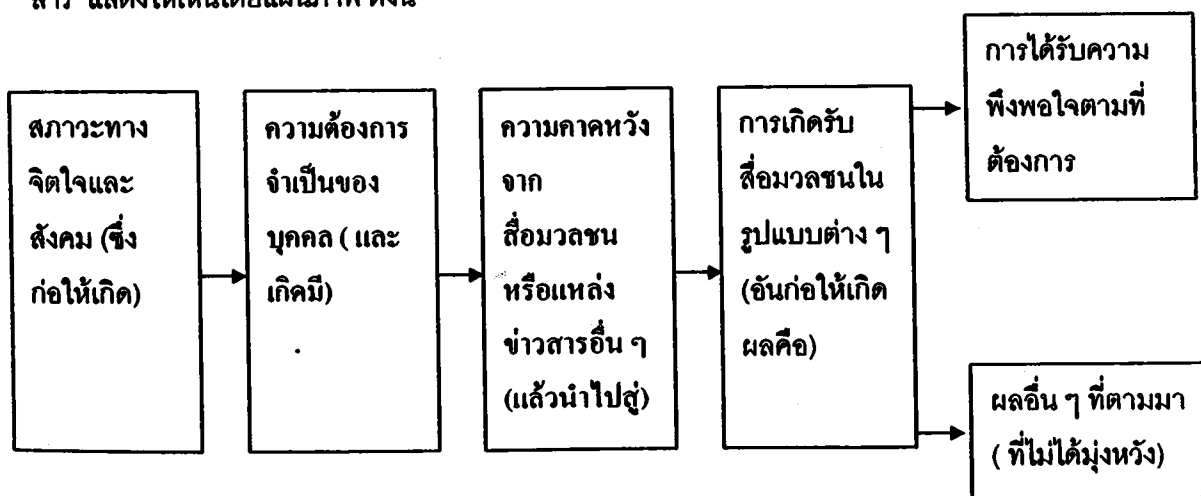 สภาวะทาง
จิตใจและ
สังคม (ซึ่ง
ก่อให้เกิด)
ความต้องการ
จำเป็นของ
บุคคล ( และ
เกิดมี)
ความคาดหวัง
จาก
สื่อมวลชน
หรือแหล่ง
ข่าวสารอื่น ๆ
(แล้วนำไปสู่)
การเกิดรับ
สื่อมวลชนใน
รูปแบบต่าง ๆ
(อันก่อให้เกิด
ผลคือ)
การได้รับความ
พึงพอใจตามที่
ต้องการ
ผลอื่น ๆ ที่ตามมา
( ที่ไม่ได้มุ่งหวัง)